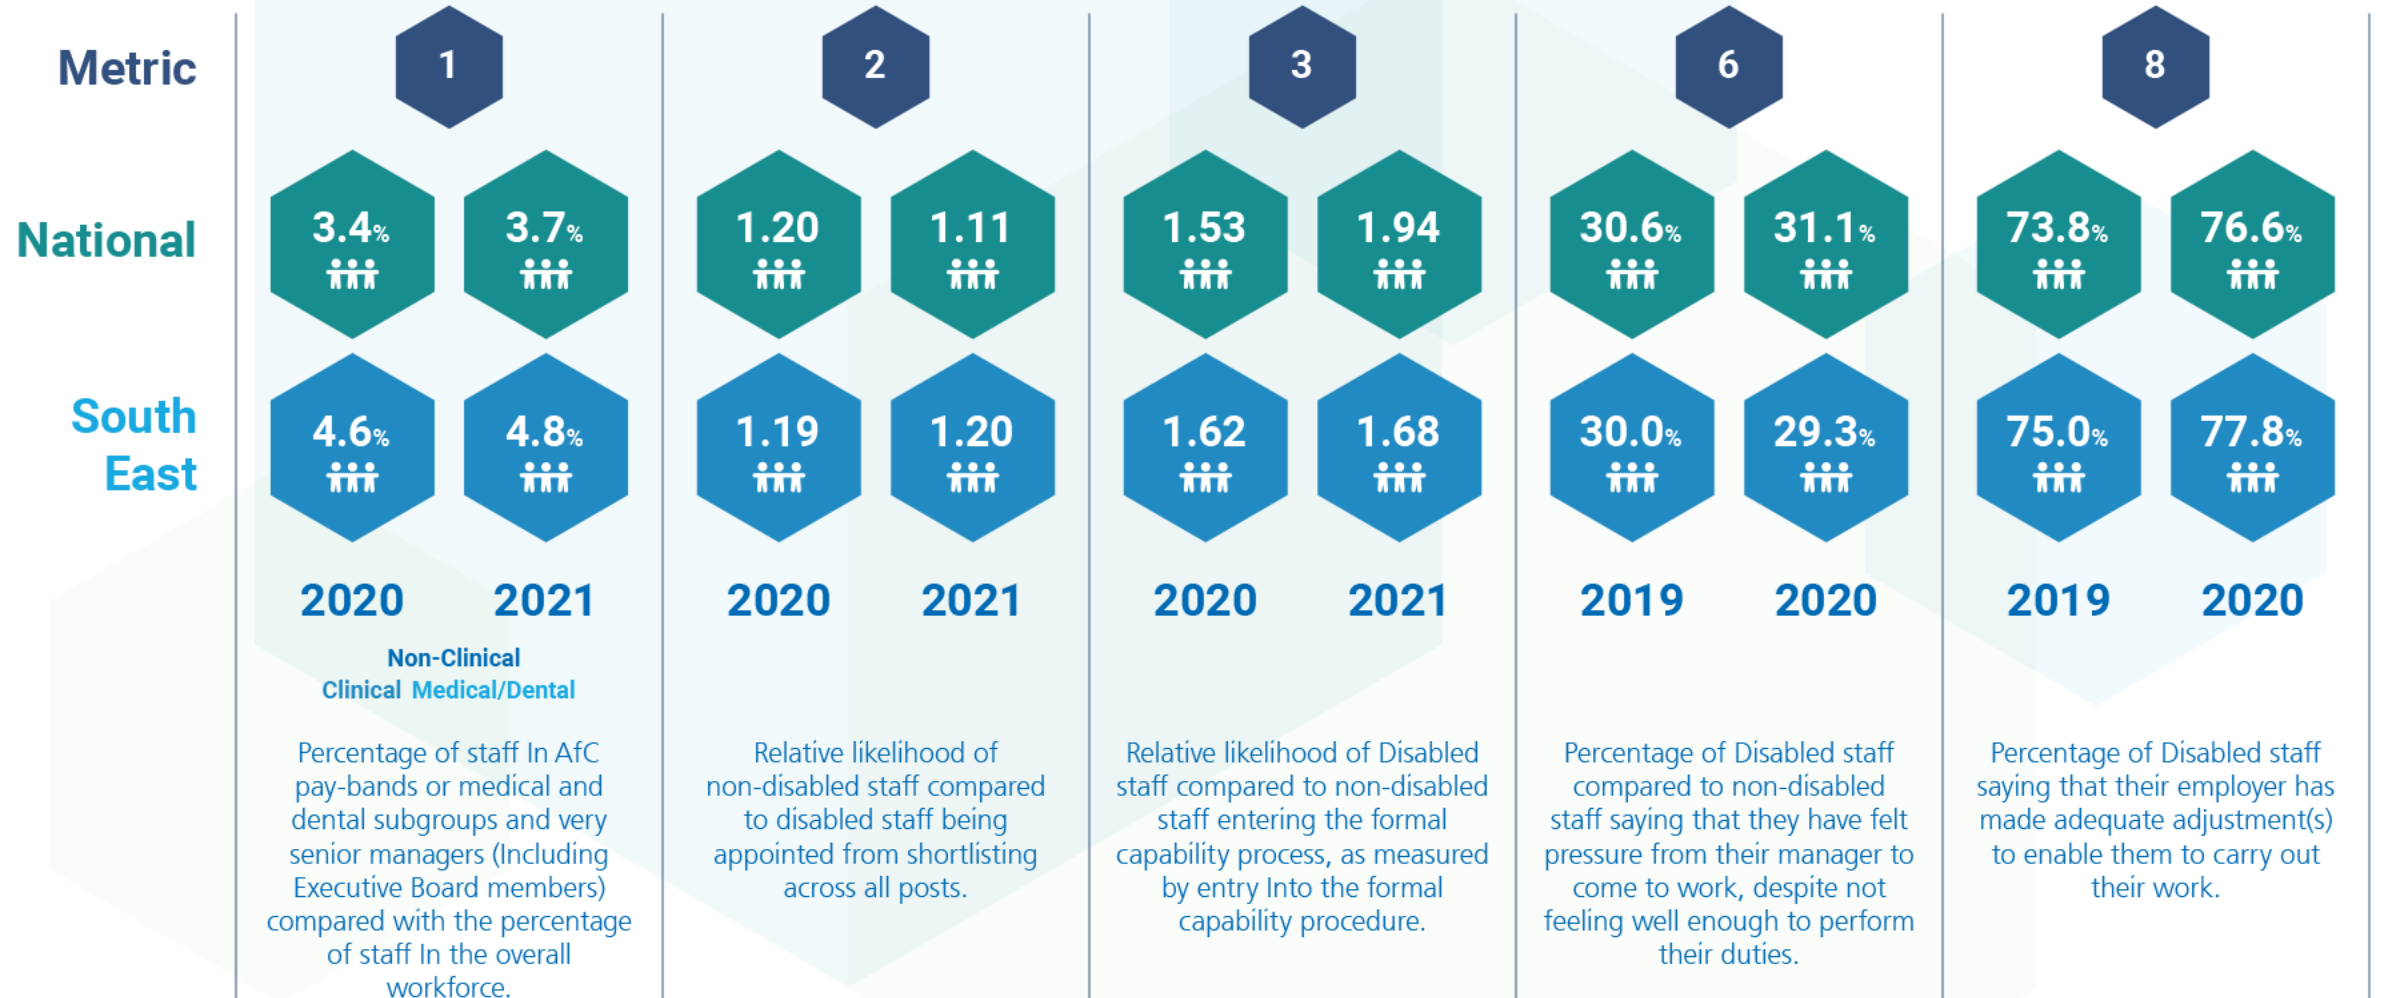 Metric
1
2
3
6
8
National
3.4%
3.7%
1.20
1.11
1.53
1.94
30.6%
31.1%
73.8%
76.6%
South
East
4.6%
4.8%
1.19
1.20
1.62
1.68
30.0%
29.3%
75.0%
77.8%
2020
2021
2020
2021
2020
2021
2019
2020
2019
2020
Non-Clinical
Clinical Medical/Dental
Percentage of staff In AfC
pay-bands or medical and
dental subgroups and very
senior managers (Including
Executive Board members)
compared with the percentage
of staff In the overall
workforce.
Relative likelihood of
non-disabled staff compared
to disabled staff being
appointed from shortlisting
across all posts.
Relative likelihood of Disabled
staff compared to non-disabled
staff entering the formal
capability process, as measured
by entry Into the formal
capability procedure.
Percentage of Disabled staff
compared to non-disabled
staff saying that they have felt
pressure from their manager to
come to work, despite not
feeling well enough to perform
their duties.
Percentage of Disabled staff
saying that their employer has
made adequate adjustment(s)
to enable them to carry out
their work.